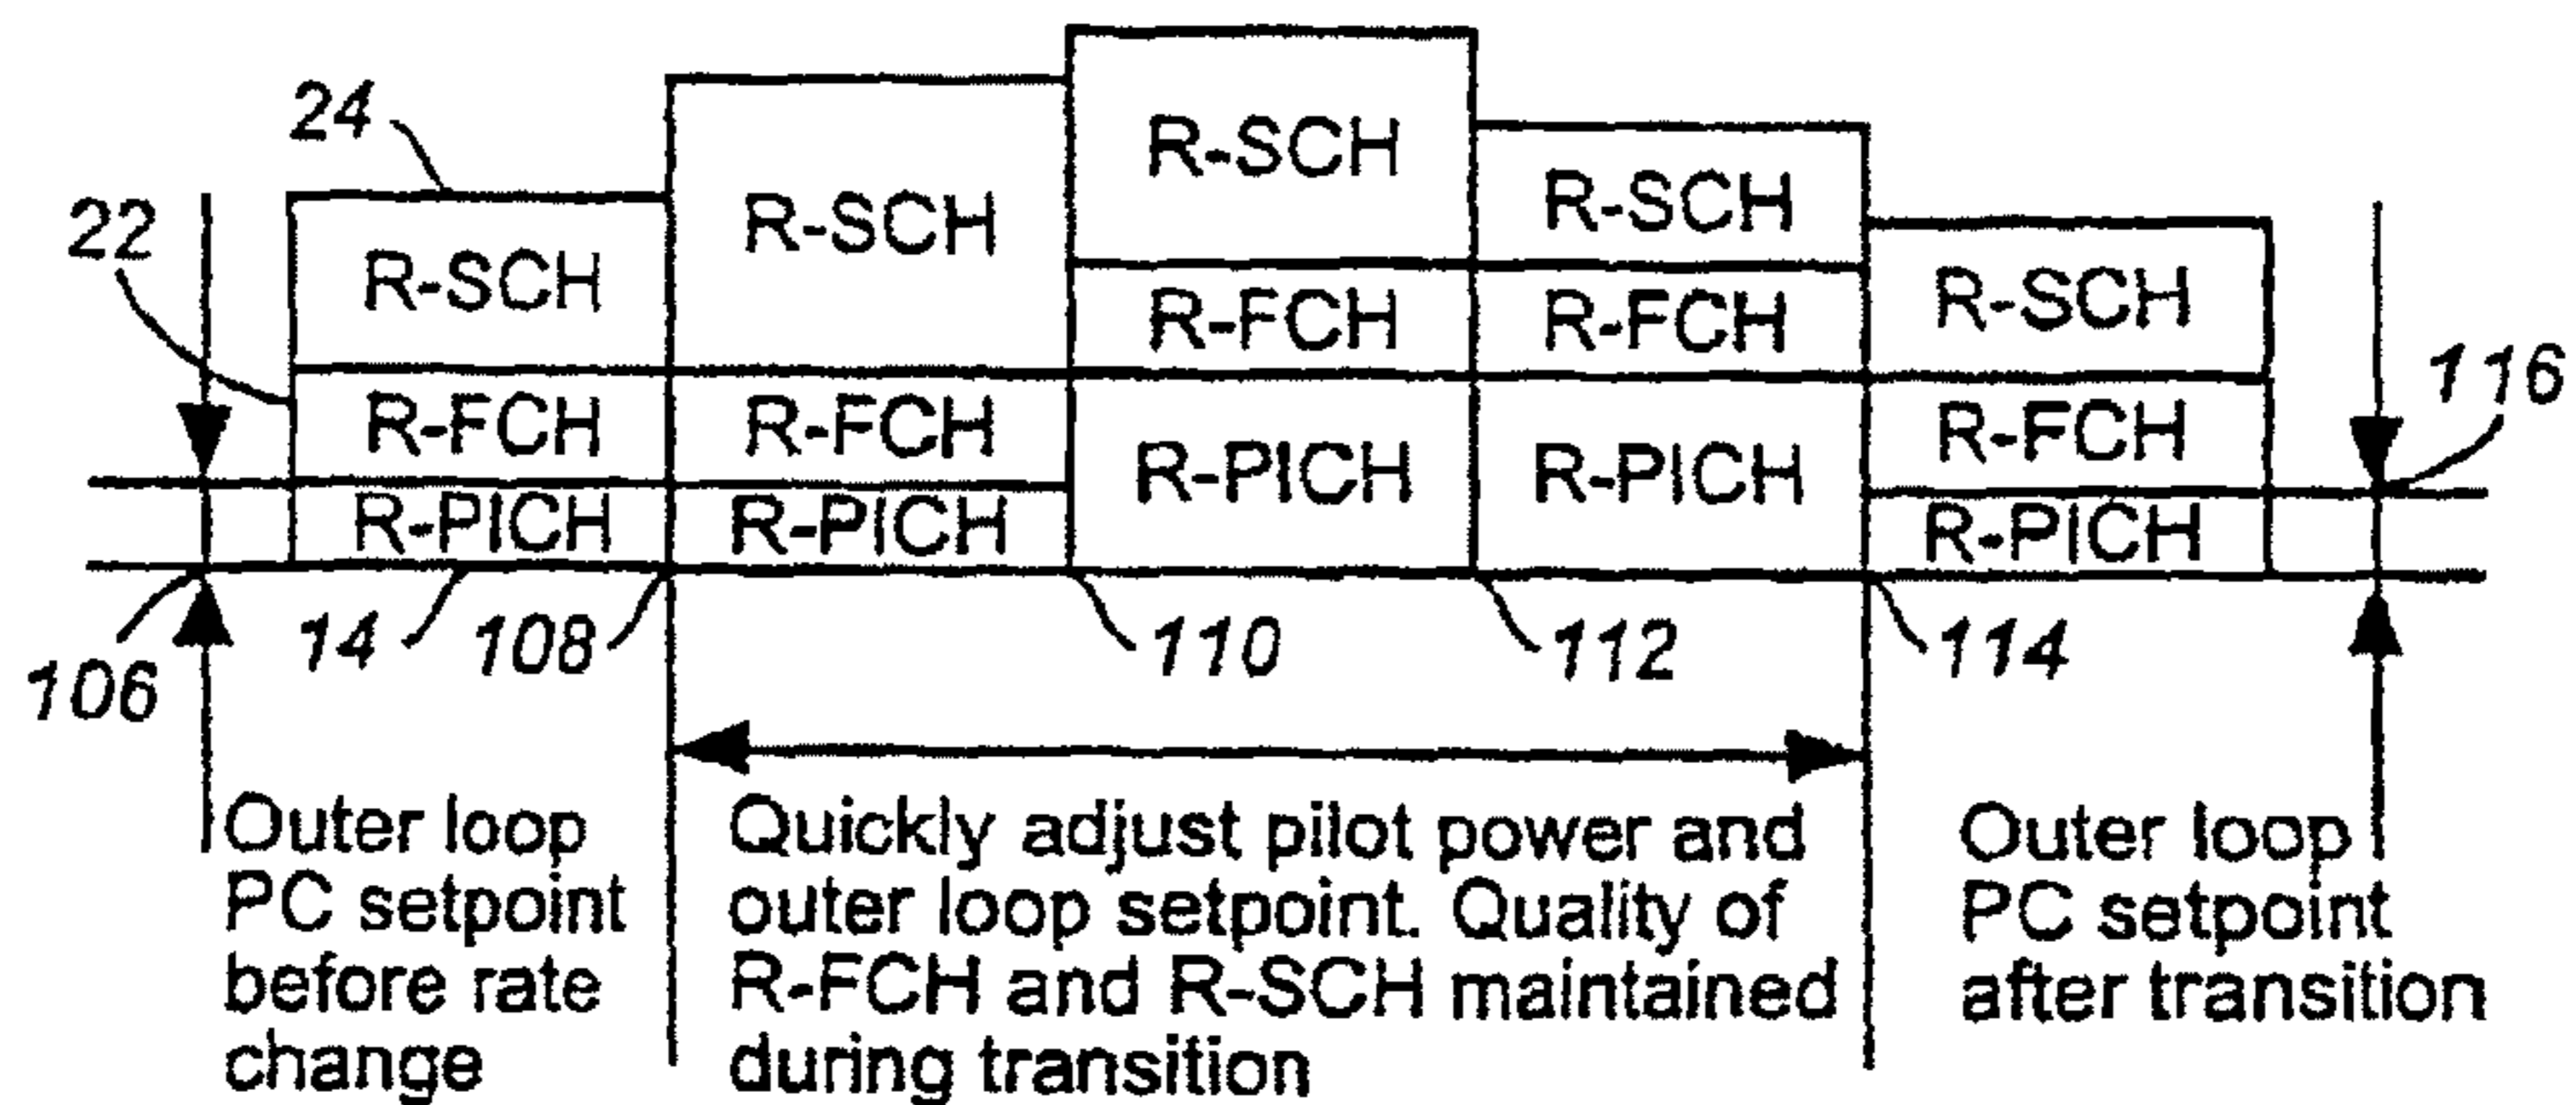 24
22
R-SCH
R-FCH
R-PICH
R-SCH
R-FCH
R-PICH
R-SCH
R-FCH
R-PICH
R-SCH
R-FCH
R-PICH
R-SCH
R-FCH
R-PICH
116
106
14
108
110
112
114
Outer loop
PC setpoint
before rate
change
Quickly adjust pilot power and
outer loop setpoint. Quality of
R-FCH and R-SCH maintained
during transition
Outer loop
PC setpoint
after transition